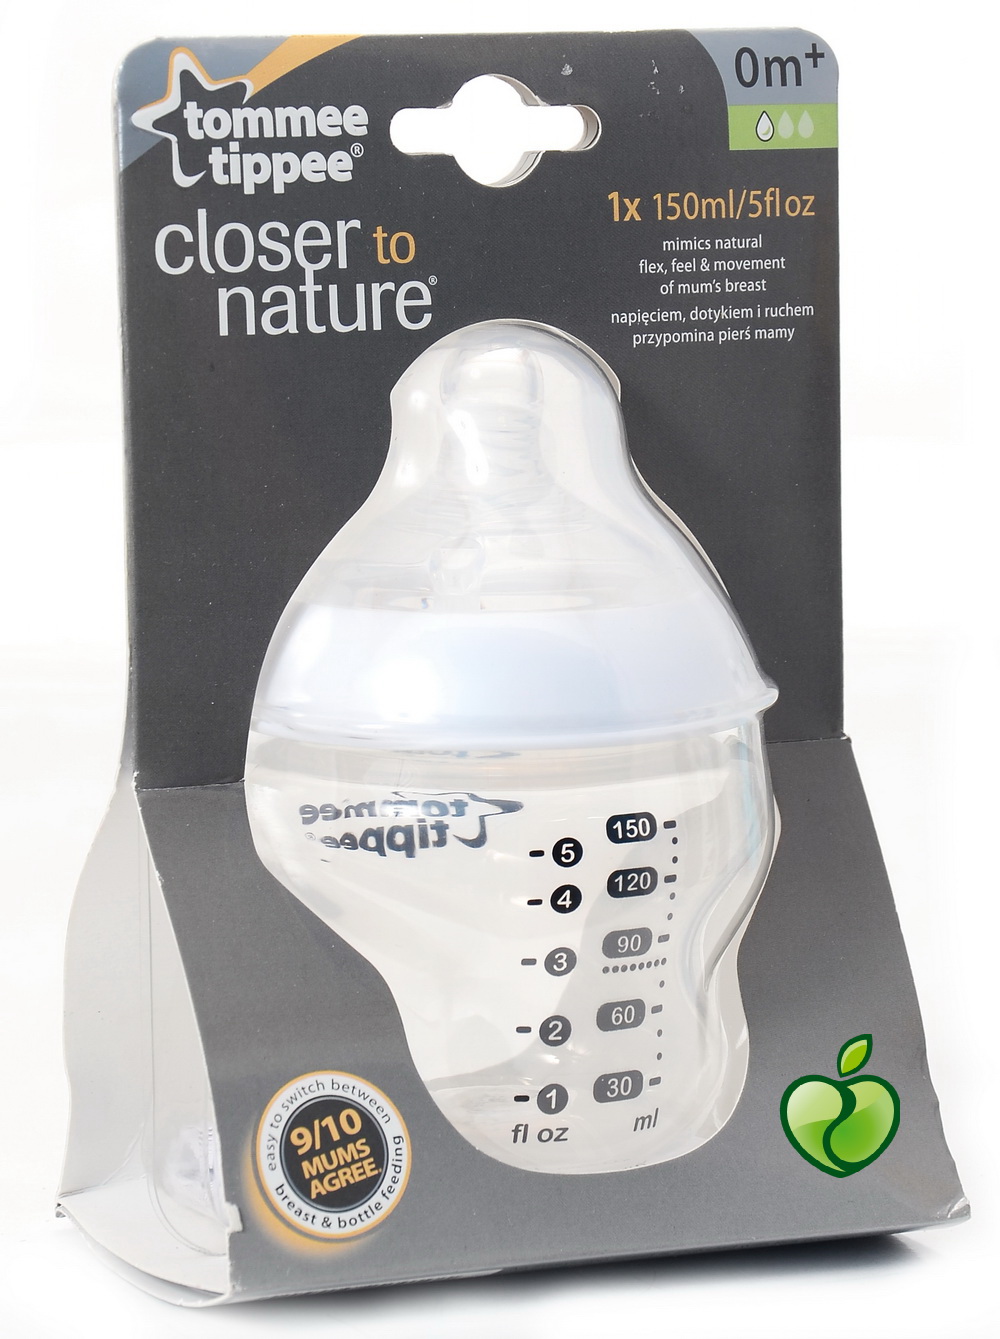 tommee
tippee®
closer to
nature®
0m+
1x 150ml/5fl oz
mimics natural
flex, feel & movement
of mum's breast
napięciem, dotykiem i ruchem
przypomina pierś mamy
tommee
tippee®
5 150
4 120
3 90
2 60
1 30
fl oz ml
easy to switch between
9/10
MUMS
AGREE.
breast & bottle feeding